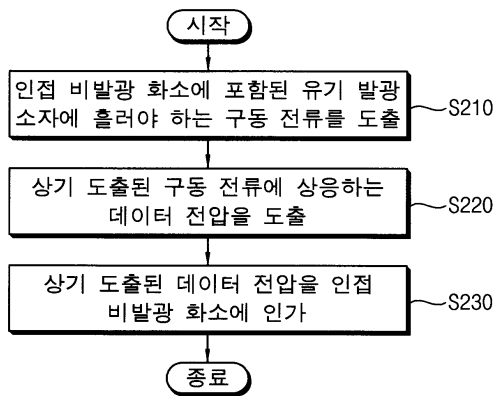 시작
인접 비발광 화소에 포함된 유기 발광
소자에 흘러야 하는 구동 전류를 도출
S210
상기 도출된 구동 전류에 상응하는
데이터 전압을 도출
S220
상기 도출된 데이터 전압을 인접
비발광 화소에 인가
S230
종료